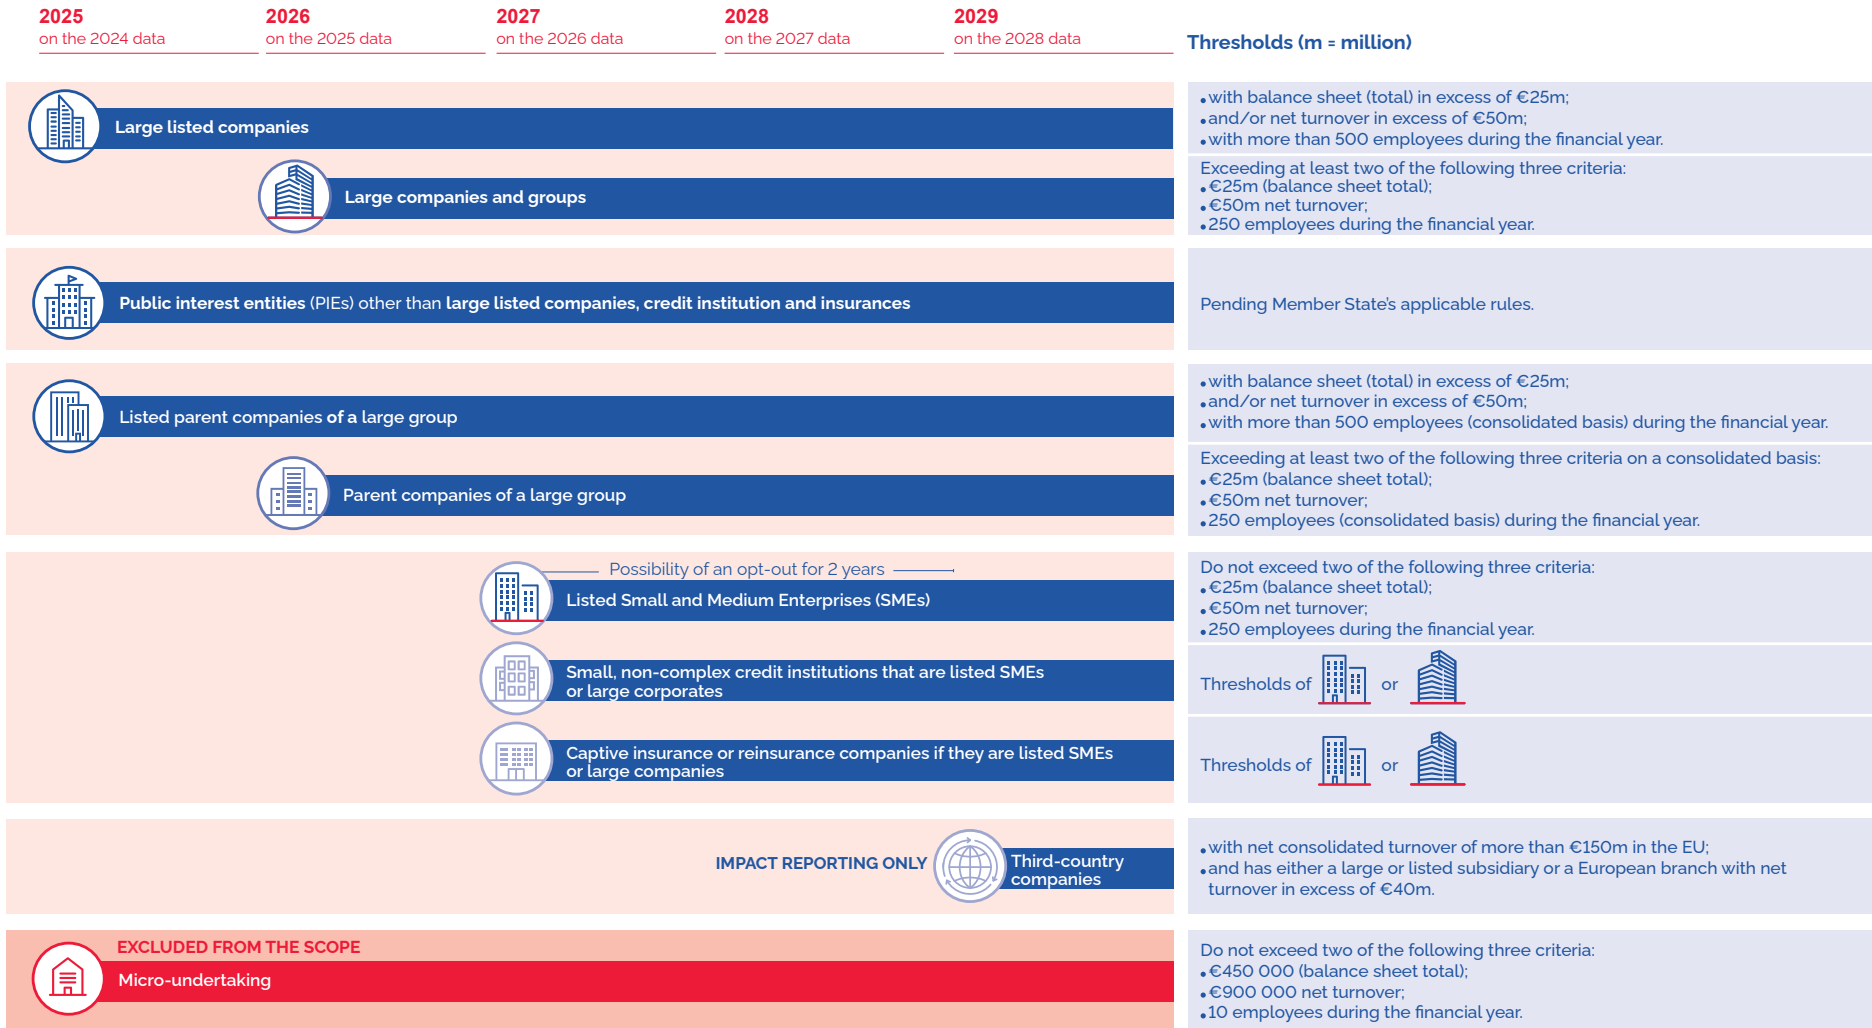 2025
on the 2024 data
2026
on the 2025 data
2027
on the 2026 data
2028
on the 2027 data
2029
on the 2028 data
Thresholds (m = million)
Large listed companies
•with balance sheet (total) in excess of €25m;
•and/or net turnover in excess of €50m;
•with more than 500 employees during the financial year.
Large companies and groups
Exceeding at least two of the following three criteria:
•€25m (balance sheet total);
•€50m net turnover;
•250 employees during the financial year.
Public interest entities (PIEs) other than large listed companies, credit institution and insurances
Pending Member State's applicable rules.
Listed parent companies of a large group
•with balance sheet (total) in excess of €25m;
•and/or net turnover in excess of €50m;
•with more than 500 employees (consolidated basis) during the financial year.
Parent companies of a large group
Exceeding at least two of the following three criteria on a consolidated basis:
•€25m (balance sheet total);
•€50m net turnover;
•250 employees (consolidated basis) during the financial year.
Possibility of an opt-out for 2 years
Listed Small and Medium Enterprises (SMEs)
Do not exceed two of the following three criteria:
•€25m (balance sheet total);
•€50m net turnover;
•250 employees during the financial year.
Small, non-complex credit institutions that are listed SMEs
or large corporates
Thresholds of or
Captive insurance or reinsurance companies if they are listed SMEs
or large companies
Thresholds of or
IMPACT REPORTING ONLY
Third-country
companies
•with net consolidated turnover of more than €150m in the EU;
•and has either a large or listed subsidiary or a European branch with net
turnover in excess of €40m.
EXCLUDED FROM THE SCOPE
Micro-undertaking
Do not exceed two of the following three criteria:
•€450 000 (balance sheet total);
•€900 000 net turnover;
•10 employees during the financial year.